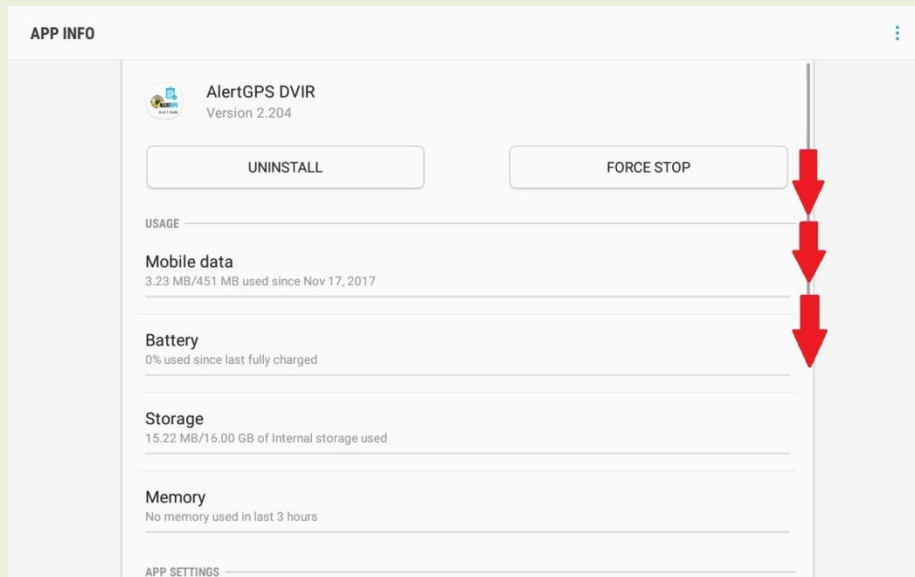 APP INFO
AlertGPS DVIR
Version 2.204
UNINSTALL
FORCE STOP
USAGE
Mobile data
3.23 MB/451 MB used since Nov 17, 2017
Battery
0% used since last fully charged
Storage
15.22 MB/16.00 GB of Internal storage used
Memory
No memory used in last 3 hours
APP SETTINGS